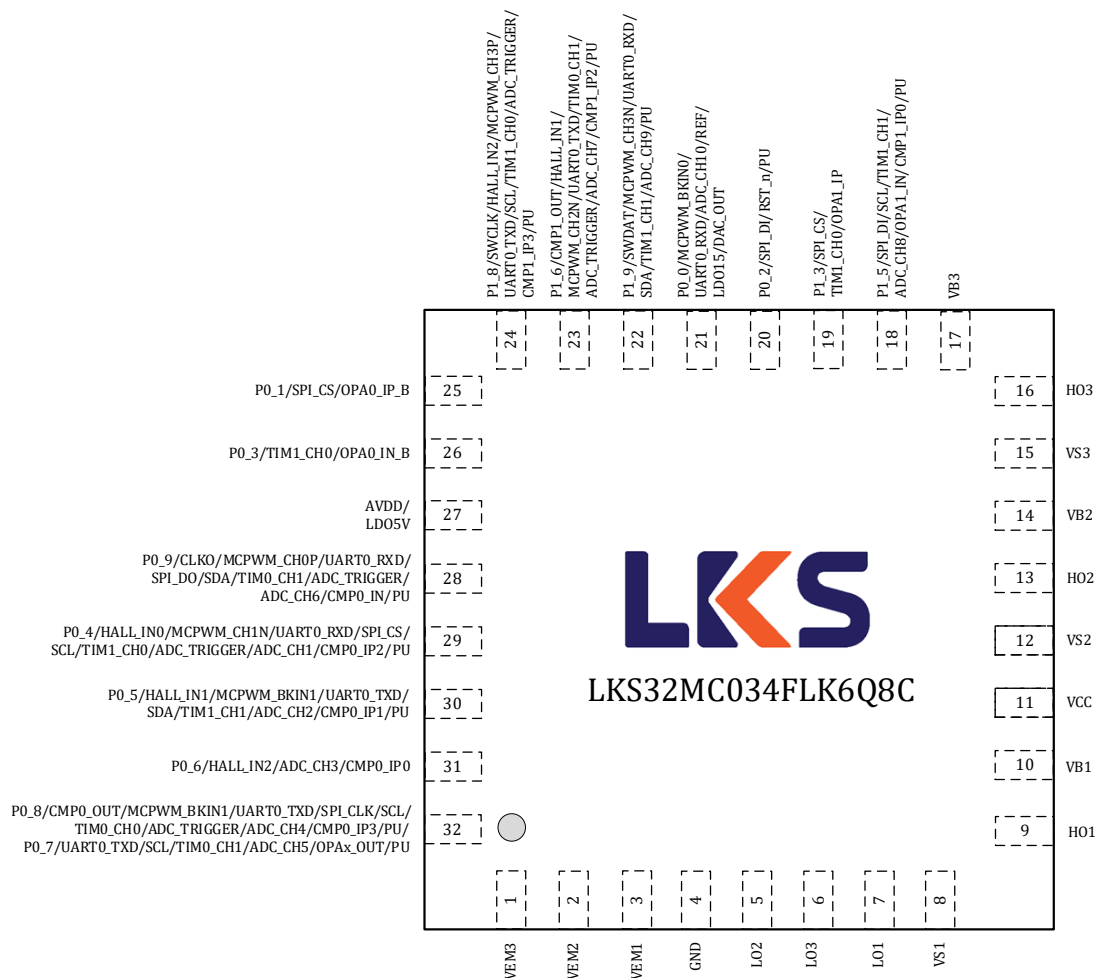 P1_8/SWCLK/HALL_IN2/MCPWM_CH3P/
UART0_TXD/SCL/TIM1_CH0/ADC_TRIGGER/
CMP1_IP3/PU
P1_6/CMP1_OUT/HALL_IN1/
MCPWM_CH2N/UART0_TXD/TIM0_CH1/
ADC_TRIGGER/ADC_CH7/CMP1_IP2/PU
P1_9/SWDAT/MCPWM_CH3N/UART0_RXD/
SDA/TIM1_CH1/ADC_CH9/PU
P0_0/MCPWM_BKIN0/
UART0_RXD/ADC_CH10/REF/
LDO15/DAC_OUT
P0_2/SPI_DI/RST_n/PU
P1_3/SPI_CS/
TIM1_CH0/OPA1_IP
P1_5/SPI_DI/SCL/TIM1_CH1/
ADC_CH8/OPA1_IN/CMP1_IP0/PU
VB3
24
23
22
21
20
19
18
17
P0_1/SPI_CS/OPA0_IP_B
25
16
HO3
P0_3/TIM1_CH0/OPA0_IN_B
26
15
VS3
AVDD/
LDO5V
27
14
VB2
P0_9/CLKO/MCPWM_CH0P/UART0_RXD/
SPI_DO/SDA/TIM0_CH1/ADC_TRIGGER/
ADC_CH6/CMP0_IN/PU
28
13
HO2
P0_4/HALL_IN0/MCPWM_CH1N/UART0_RXD/SPI_CS/
SCL/TIM1_CH0/ADC_TRIGGER/ADC_CH1/CMP0_IP2/PU
29
LKS
12
VS2
P0_5/HALL_IN1/MCPWM_BKIN1/UART0_TXD/
SDA/TIM1_CH1/ADC_CH2/CMP0_IP1/PU
30
LKS32MC034FLK6Q8C
11
VCC
P0_6/HALL_IN2/ADC_CH3/CMP0_IP0
31
10
VB1
P0_8/CMP0_OUT/MCPWM_BKIN1/UART0_TXD/SPI_CLK/SCL/
TIM0_CH0/ADC_TRIGGER/ADC_CH4/CMP0_IP3/PU/
P0_7/UART0_TXD/SCL/TIM0_CH1/ADC_CH5/OPAx_OUT/PU
32
9
HO1
1
2
3
4
5
6
7
8
VEM3
VEM2
VEM1
GND
LO2
LO3
LO1
VS1